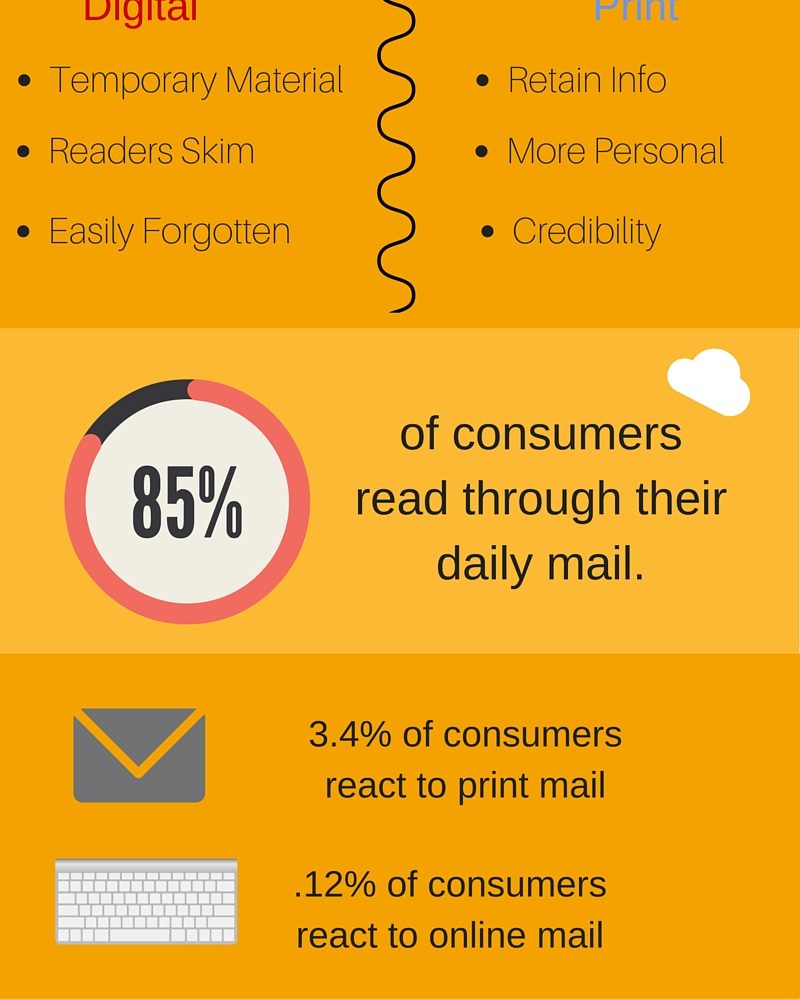 Digital
Temporary Material
Readers Skim
Easily Forgotten
Print
Retain Info
More Personal
Credibility
85%
of consumers
read through their
daily mail.
3.4% of consumers
react to print mail
.12% of consumers
react to online mail